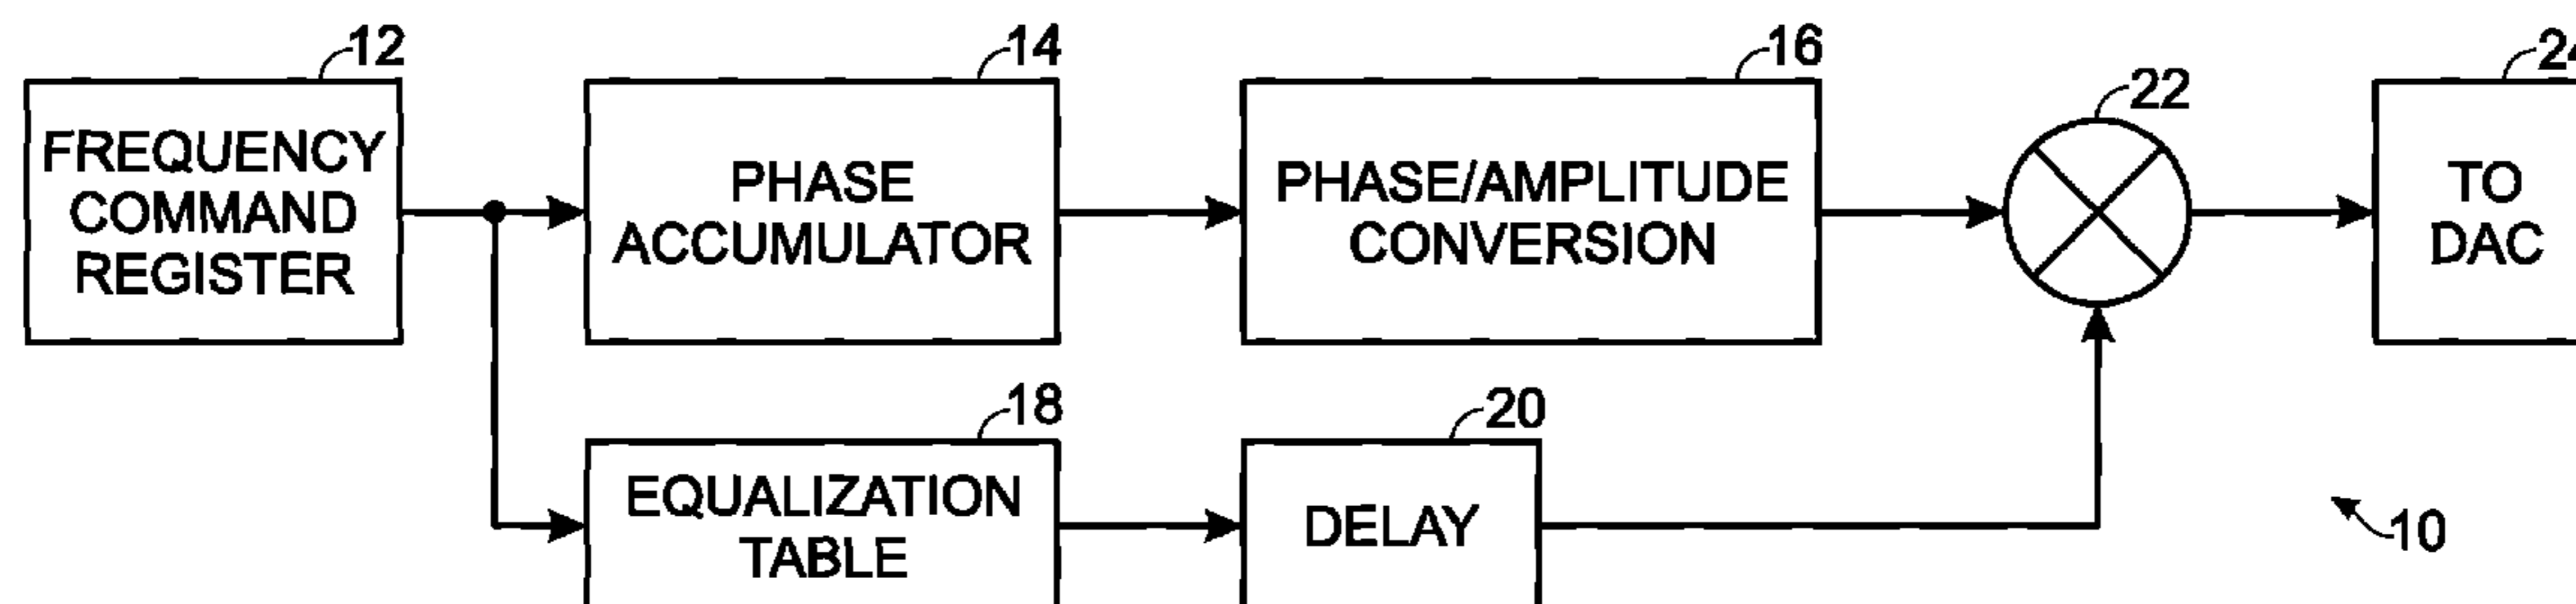 12
FREQUENCY
COMMAND
REGISTER
14
PHASE
ACCUMULATOR
16
PHASE/AMPLITUDE
CONVERSION
22
24
TO
DAC
18
EQUALIZATION
TABLE
20
DELAY
10